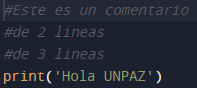 #Este es un comentario
#de 2 lineas
#de 3 lineas
print('Hola UNPAZ')